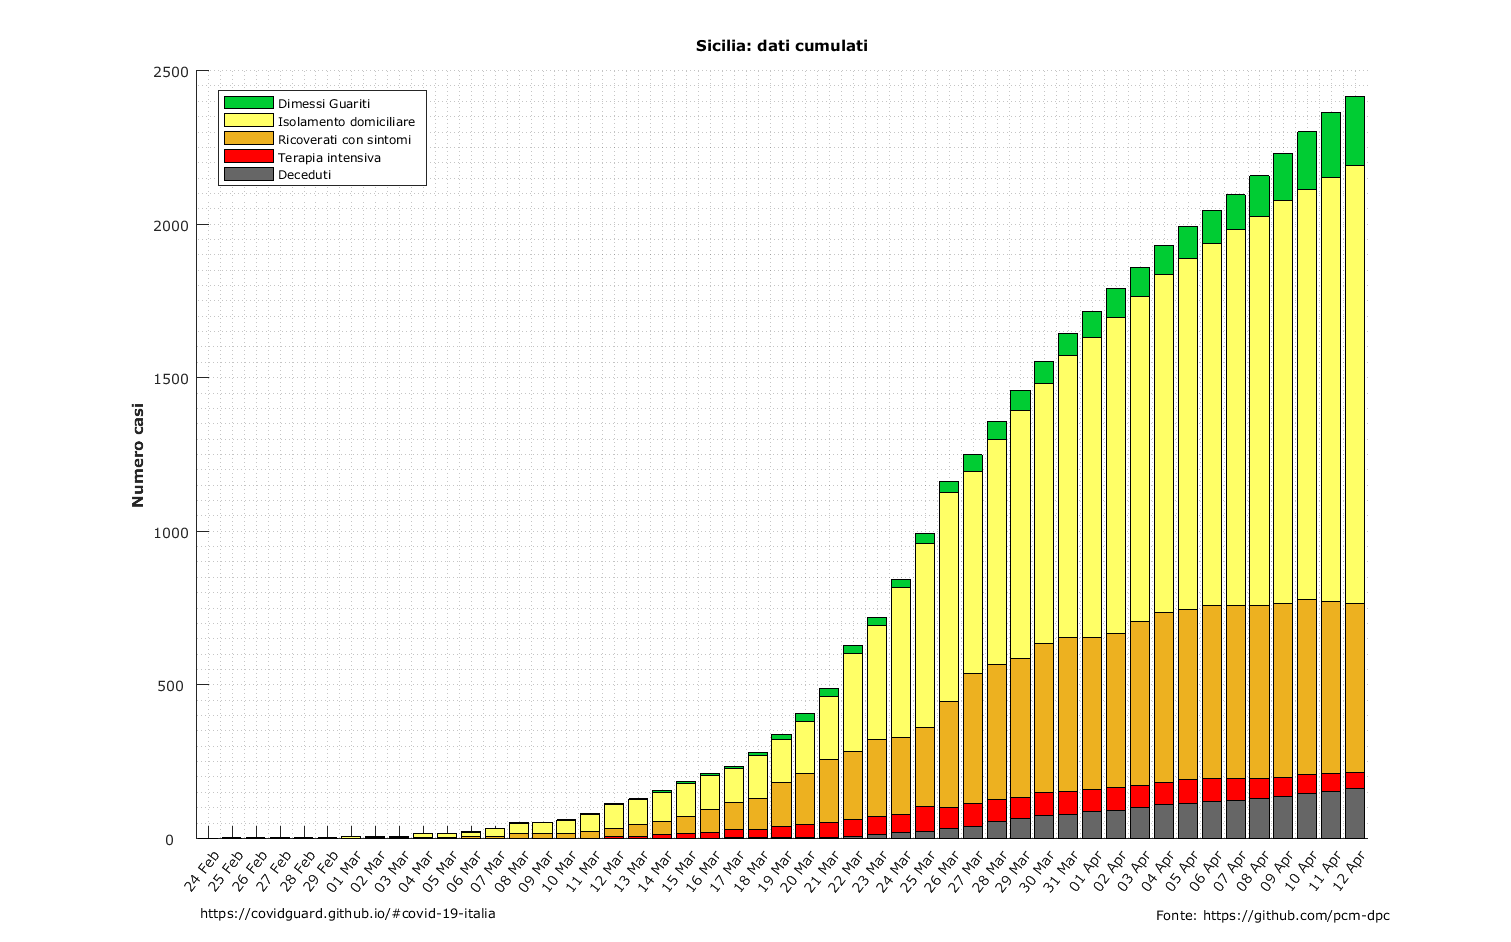 Sicilia: dati cumulati
2500
2000
1500
1000
500
0
Numero casi
Dimessi Guariti
Isolamento domiciliare
Ricoverati con sintomi
Terapia intensiva
Deceduti
24 Feb
25 Feb
26 Feb
27 Feb
28 Feb
29 Feb
01 Mar
02 Mar
03 Mar
04 Mar
05 Mar
06 Mar
07 Mar
08 Mar
09 Mar
10 Mar
11 Mar
12 Mar
13 Mar
14 Mar
15 Mar
16 Mar
17 Mar
18 Mar
19 Mar
20 Mar
21 Mar
22 Mar
23 Mar
24 Mar
25 Mar
26 Mar
27 Mar
28 Mar
29 Mar
30 Mar
31 Mar
01 Apr
02 Apr
03 Apr
04 Apr
05 Apr
06 Apr
07 Apr
08 Apr
09 Apr
10 Apr
11 Apr
12 Apr
https://covidguard.github.io/#covid-19-italia
Fonte: https://github.com/pcm-dpc